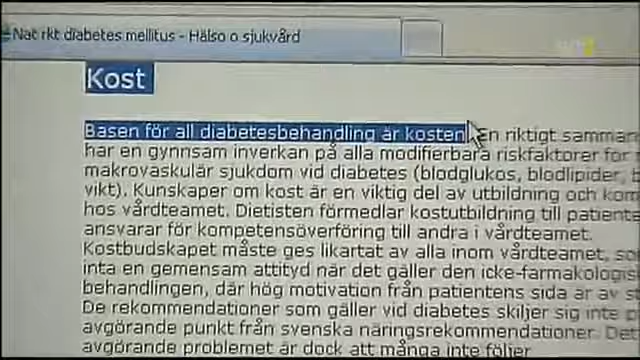 Nat rkt diabetes mellitus - Hälso o sjukvård
Kost
Basen för all diabetesbehandling är kosten. En riktigt samman
har en gynnsam inverkan på alla modifierbara riskfaktorer för
makrovaskulär sjukdom vid diabetes (blodglukos, blodlipider, b
vikt). Kunskaper om kost är en viktig del av utbildning och kom
hos vårdteamet. Dietisten förmedlar kostutbildning till patiente
ansvarar för kompetensöverföring till andra i vårdteamet.
Kostbudskapet måste ges likartat av alla inom vårdteamet, so
inta en gemensam attityd när det gäller den icke-farmakologis
behandlingen, där hög motivation från patientens sida är av s
De rekommendationer som gäller vid diabetes skiljer sig inte p
avgörande punkt från svenska näringsrekommendationer. Det
avgörande problemet är dock att många inte följer